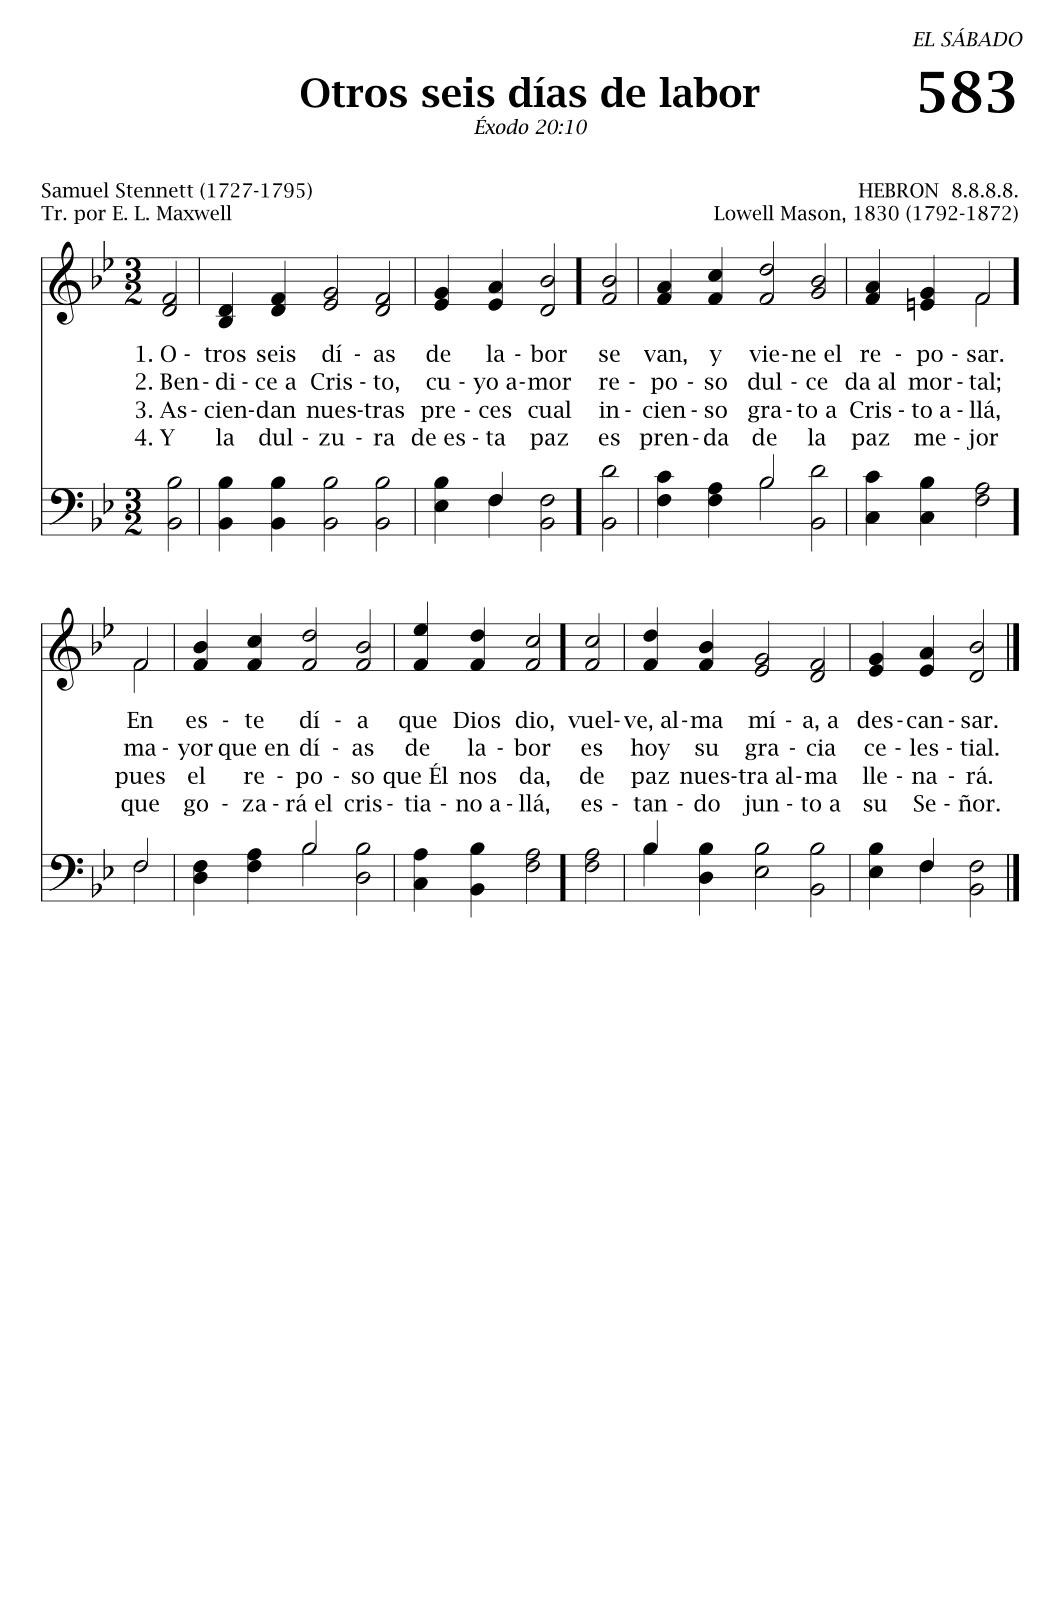 EL SÁBADO
583
Otros seis días de labor
Éxodo 20:10
Samuel Stennett (1727-1795)
HEBRON 8.8.8.8.
Tr. por E. L. Maxwell
Lowell Mason, 1830 (1792-1872)
1. O - tros seis dí - as de la - bor se van, y vie - ne el re - po - sar.
2. Ben - di - ce a Cris - to, cu - yo a - mor re - po - so dul - ce da al mor - tal;
3. As - cien - dan nues - tras pre - ces cual in - cien - so gra - to a Cris - to a - llá,
4. Y la dul - zu - ra de es - ta paz es pren - da de la paz me - jor
En es - te dí - a que Dios dio, vuel - ve, al - ma mí - a, a des - can - sar.
ma - yor que en dí - as de la - bor es hoy su gra - cia ce - les - tial.
pues el re - po - so que Él nos da, de paz nues - tra al - ma lle - na - rá.
que go - za - rá el cris - tia - no a - llá, es - tan - do jun - to a su Se - ñor.